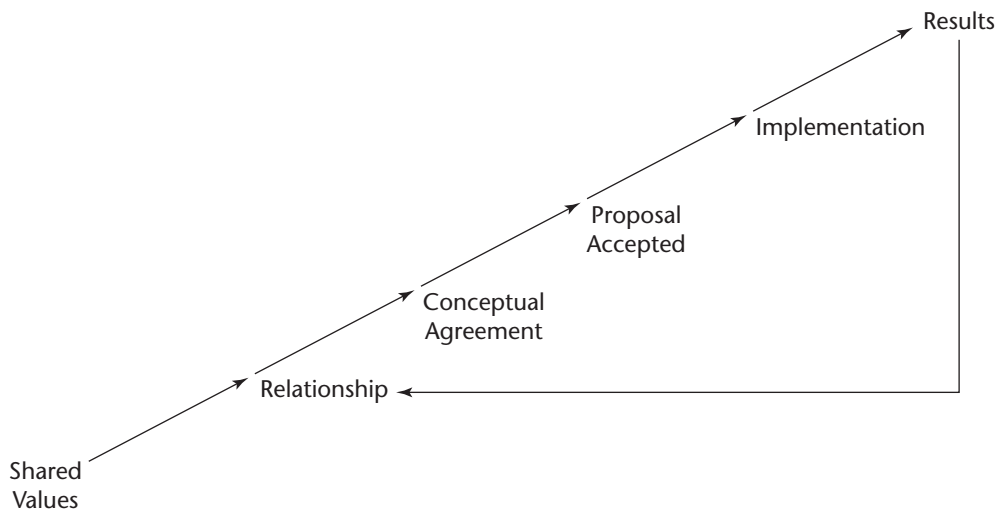 Results
Implementation
Proposal
Accepted
Conceptual
Agreement
Relationship
Shared
Values